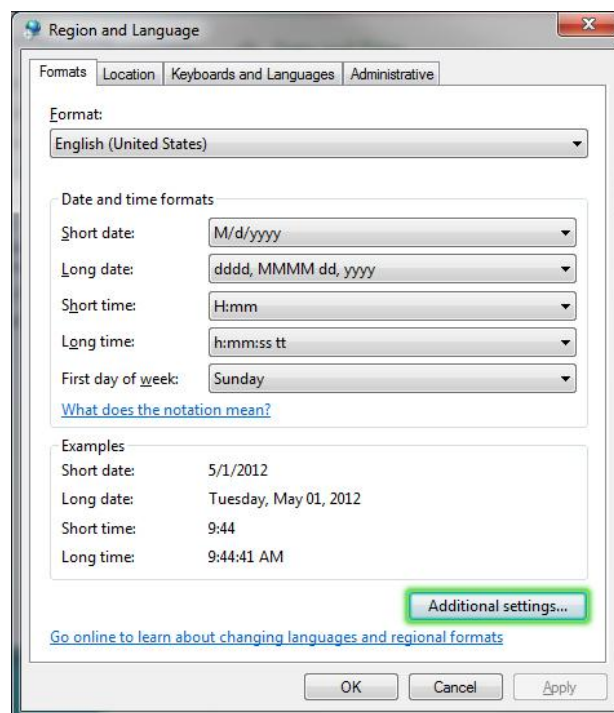 Region and Language
Formats Location Keyboards and Languages Administrative
Format:
English (United States)
Date and time formats
Short date: M/d/yyyy
Long date: dddd, MMMM dd, yyyy
Short time: H:mm
Long time: h:mm:ss tt
First day of week: Sunday
What does the notation mean?
Examples
Short date: 5/1/2012
Long date: Tuesday, May 01, 2012
Short time: 9:44
Long time: 9:44:41 AM
Additional settings...
Go online to learn about changing languages and regional formats
OK Cancel Apply